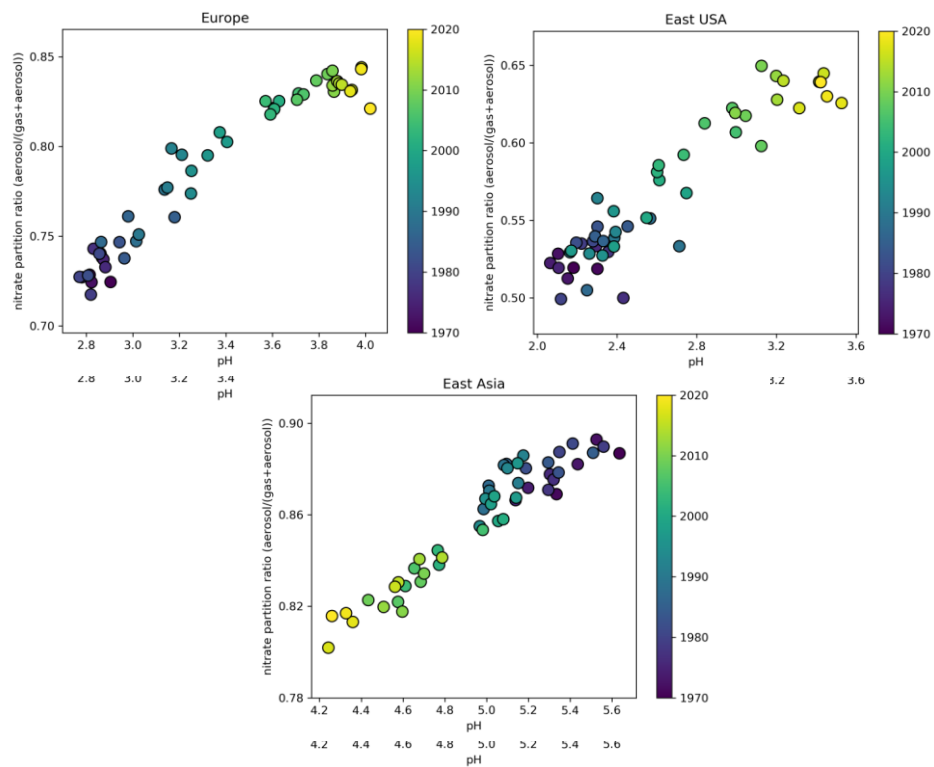 Europe
nitrate partition ratio (aerosol/(gas+aerosol))
0.85
0.80
0.75
0.70
2.8 3.0 3.2 3.4 3.6 3.8 4.0
pH
2020
2010
2000
1990
1980
1970
2.8 3.0 3.2 3.4
pH
East USA
nitrate partition ratio (aerosol/(gas+aerosol))
0.65
0.60
0.55
0.50
2.0 2.4 2.8 3.2 3.6
pH
2020
2010
2000
1990
1980
1970
3.2 3.6
East Asia
nitrate partition ratio (aerosol/(gas+aerosol))
0.90
0.86
0.82
0.78
4.2 4.4 4.6 4.8 5.0 5.2 5.4 5.6
pH
2020
2010
2000
1990
1980
1970
4.2 4.4 4.6 4.8 5.0 5.2 5.4 5.6
pH